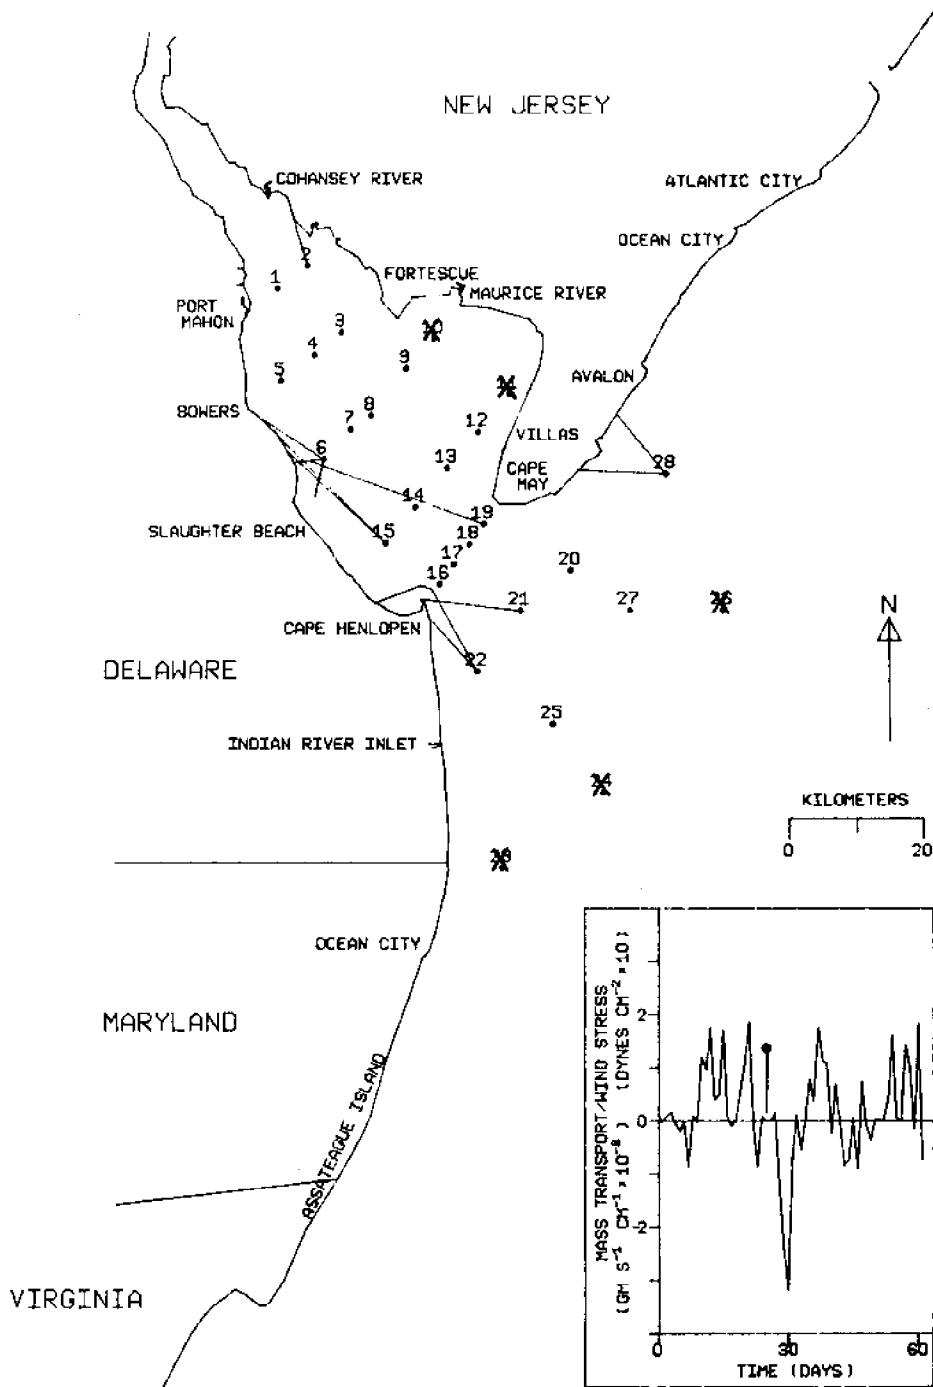 NEW JERSEY
COHANSEY RIVER
ATLANTIC CITY
OCEAN CITY
2
1
FORTESCUE
MAURICE RIVER
PORT
MAHON
3
10
4
9
5
AVALON
BOWERS
8
7
12
VILLAS
6
13
CAPE
MAY
28
14
SLAUGHTER BEACH
15
19
18
17
16
20
21
27
26
N
CAPE HENLOPEN
DELAWARE
22
25
INDIAN RIVER INLET
24
KILOMETERS
0
20
23
OCEAN CITY
MARYLAND
ASSATEAGUE ISLAND
VIRGINIA
MASS TRANSPORT/WIND STRESS
(GM S⁻¹ CM⁻¹ × 10⁻⁸) (DYNES CM⁻² × 10)
2
0
-2
0
30
60
TIME (DAYS)